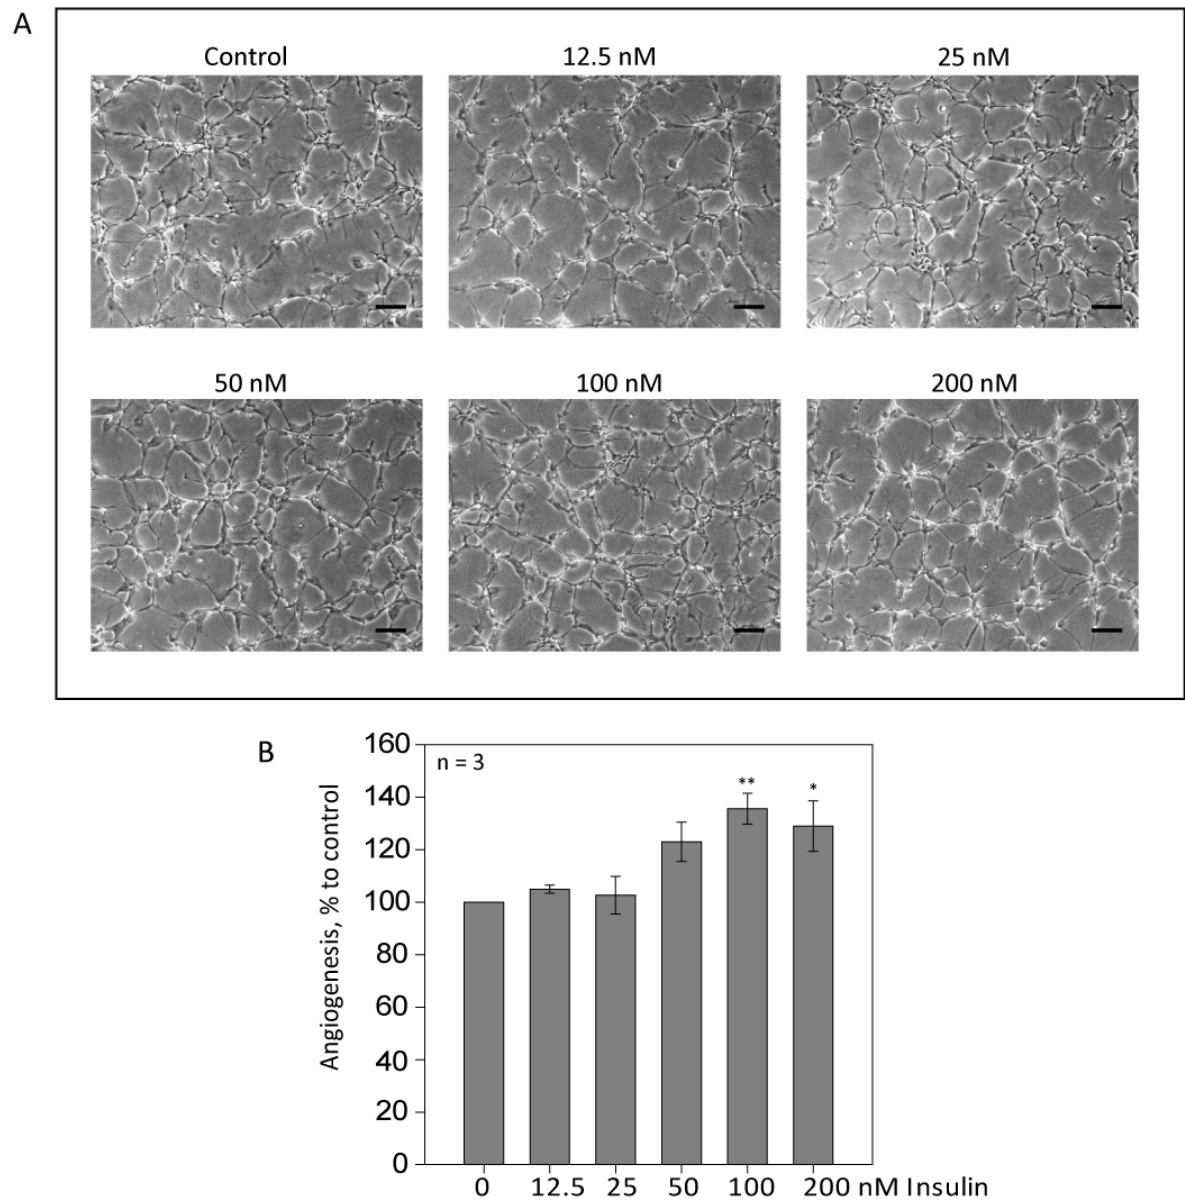 A
Control 12.5 nM 25 nM
50 nM 100 nM 200 nM
B
n = 3
160
140
120
100
80
60
40
20
0
Angiogenesis, % to control
** *
0 12.5 25 50 100 200 nM Insulin